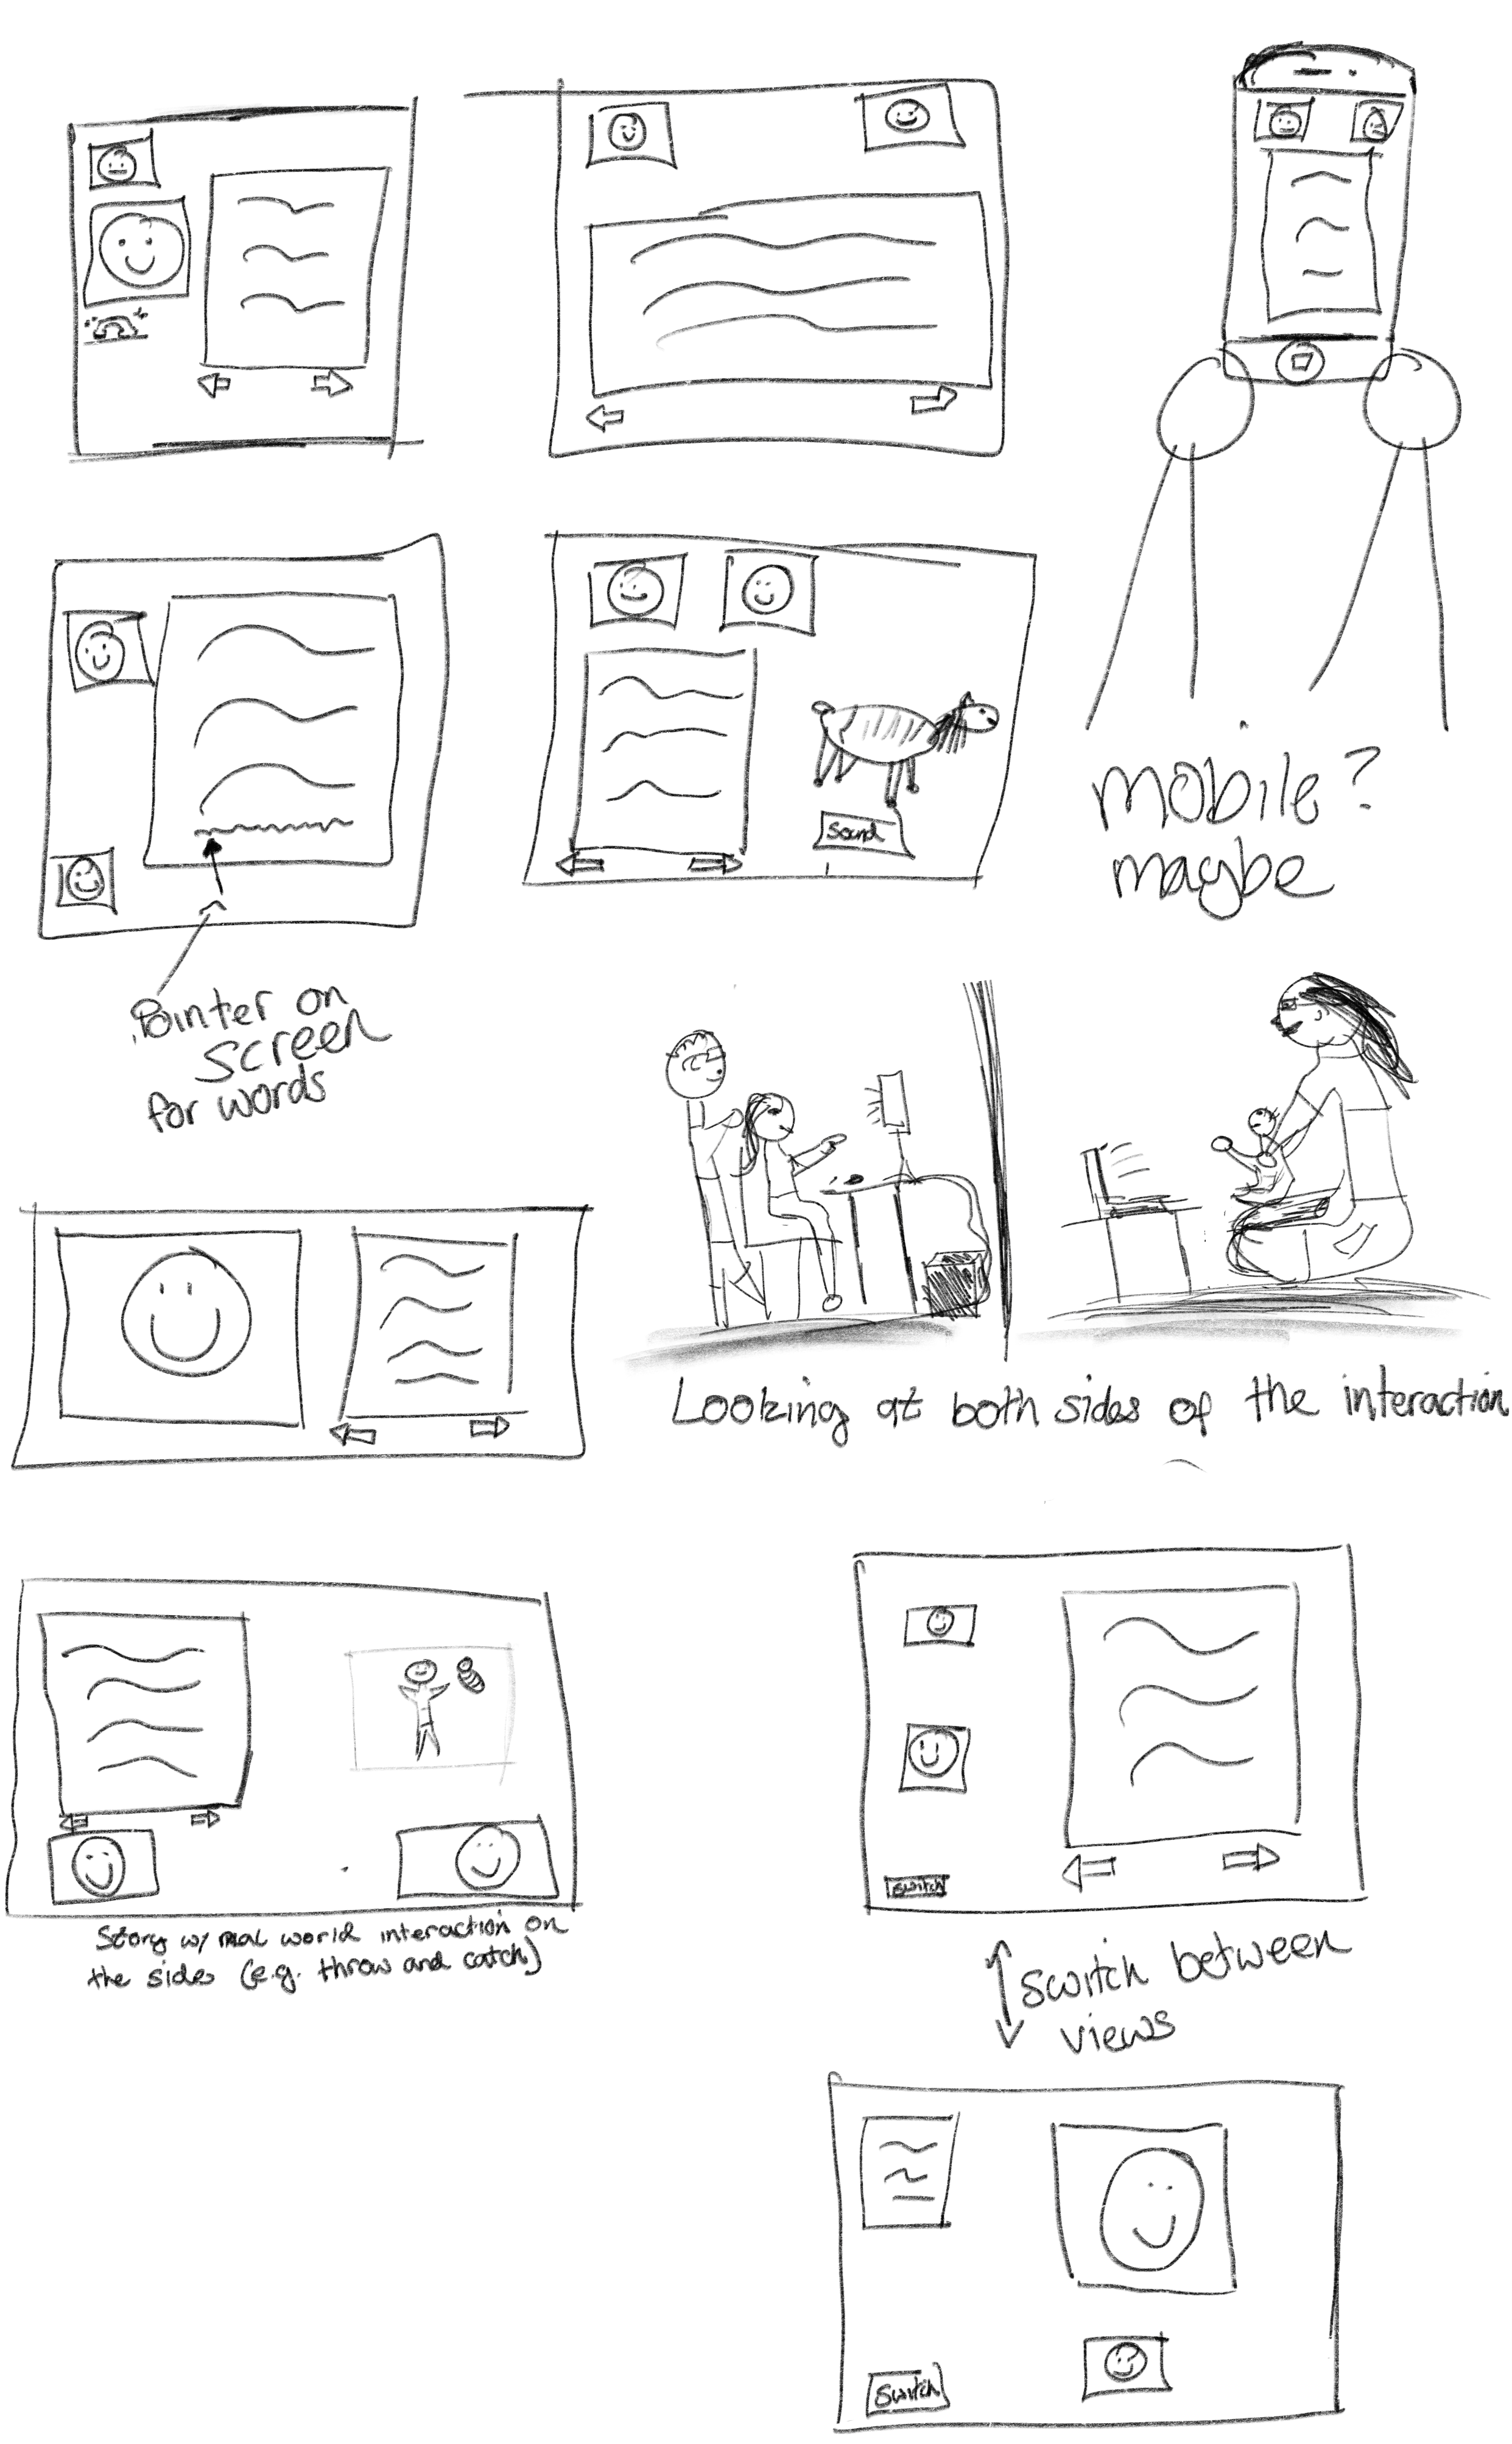 mobile?
maybe
Sound
Pointer on
screen
for words
Looking at both sides of the interaction
Story w/ real world interaction on
the sides (e.g. throw and catch)
switch
switch between
views
Switch